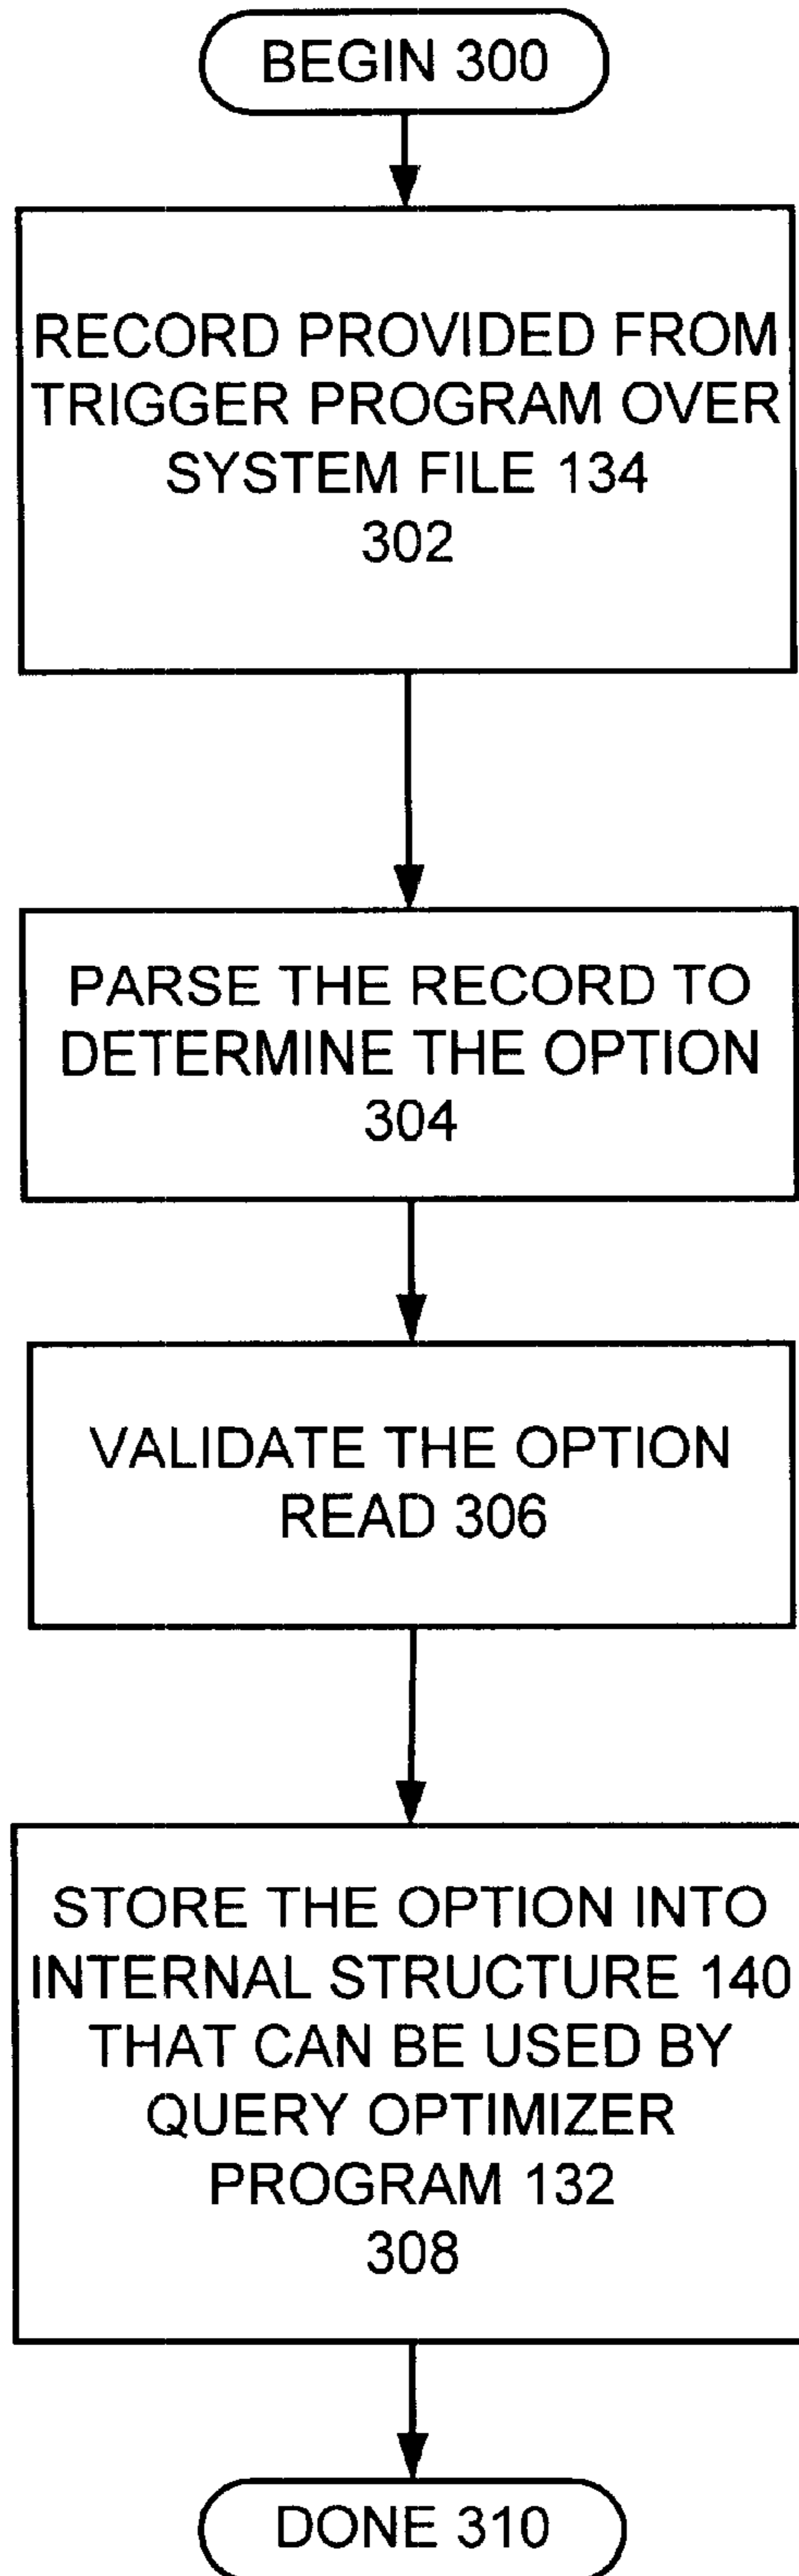 BEGIN 300
RECORD PROVIDED FROM
TRIGGER PROGRAM OVER
SYSTEM FILE 134
302
PARSE THE RECORD TO
DETERMINE THE OPTION
304
VALIDATE THE OPTION
READ 306
STORE THE OPTION INTO
INTERNAL STRUCTURE 140
THAT CAN BE USED BY
QUERY OPTIMIZER
PROGRAM 132
308
DONE 310